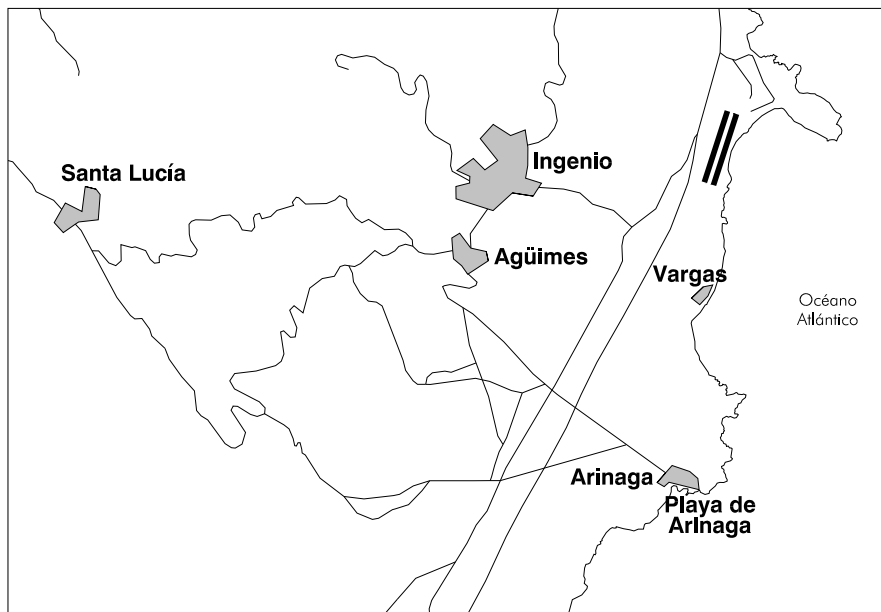 Ingenio
Santa Lucía
Agüimes
Vargas
Océano
Atlántico
Arinaga
Playa de
Arinaga